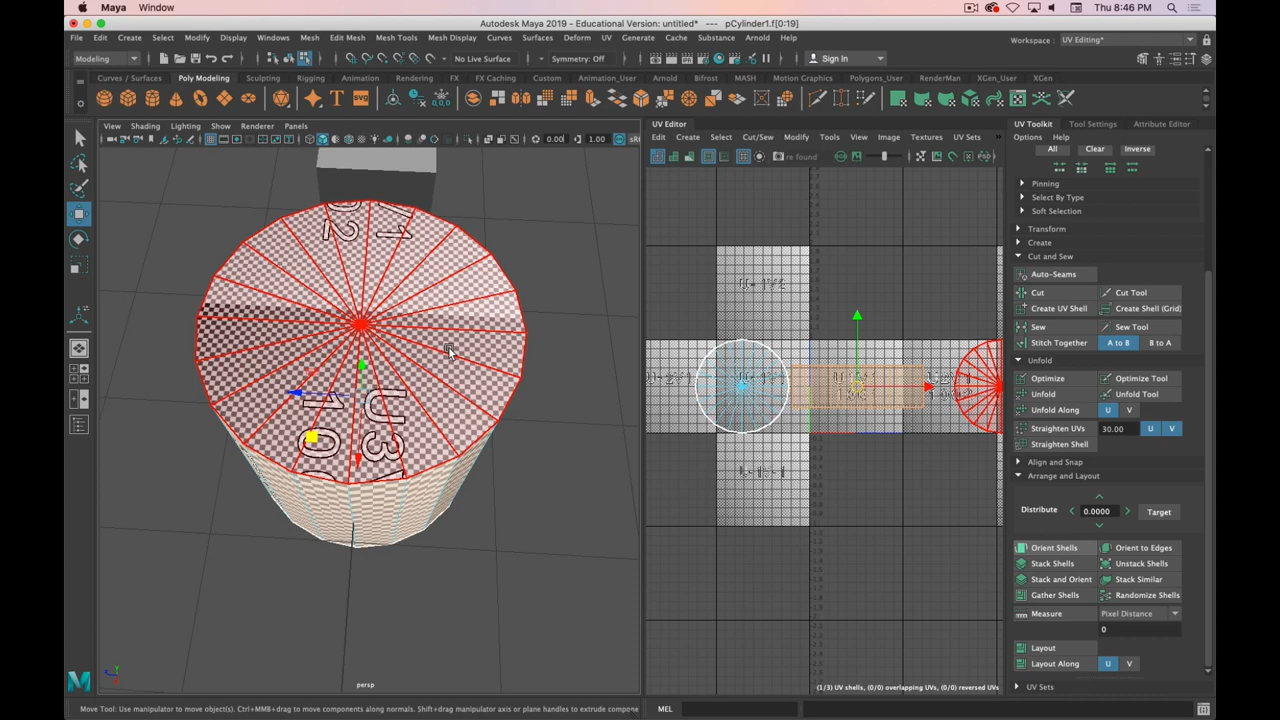 Maya Window Thu 8:46 PM
Autodesk Maya 2019 - Educational Version: untitled* --- pCylinder1.f[0:19]
File Edit Create Select Modify Display Windows Mesh Edit Mesh Mesh Tools Mesh Display Curves Surfaces Deform UV Generate Cache Substance Arnold Help Workspace : UV Editing*
Modeling No Live Surface Symmetry: Off Sign In
Curves / Surfaces Poly Modeling Sculpting Rigging Animation Rendering FX FX Caching Custom Animation_User Arnold Bifrost MASH Motion Graphics Polygons_User RenderMan XGen_User XGen
View Shading Lighting Show Renderer Panels
0.00 1.00
UV Editor
Edit Create Select Cut/Sew Modify Tools View Image Textures UV Sets
re found
UV Toolkit Tool Settings Attribute Editor
Options Help
All Clear Inverse
Pinning
Select By Type
Soft Selection
Transform
Create
Cut and Sew
Auto-Seams
Cut Cut Tool
Create UV Shell Create Shell (Grid)
Sew Sew Tool
Stitch Together A to B B to A
Unfold
Optimize Optimize Tool
Unfold Unfold Tool
Unfold Along U V
Straighten UVs 30.00 U V
Straighten Shell
Align and Snap
Arrange and Layout
Distribute 0.0000 Target
Orient Shells Orient to Edges
Stack Shells Unstack Shells
Stack and Orient Stack Similar
Gather Shells Randomize Shells
Measure Pixel Distance
0
Layout
Layout Along U V
UV Sets
persp
(1/3) UV shells, (0/0) overlapping UVs, (0/0) reversed UVs
Move Tool: Use manipulator to move object(s). Ctrl+MMB+drag to move components along normals. Shift+drag manipulator axis or plane handles to extrude compone
MEL